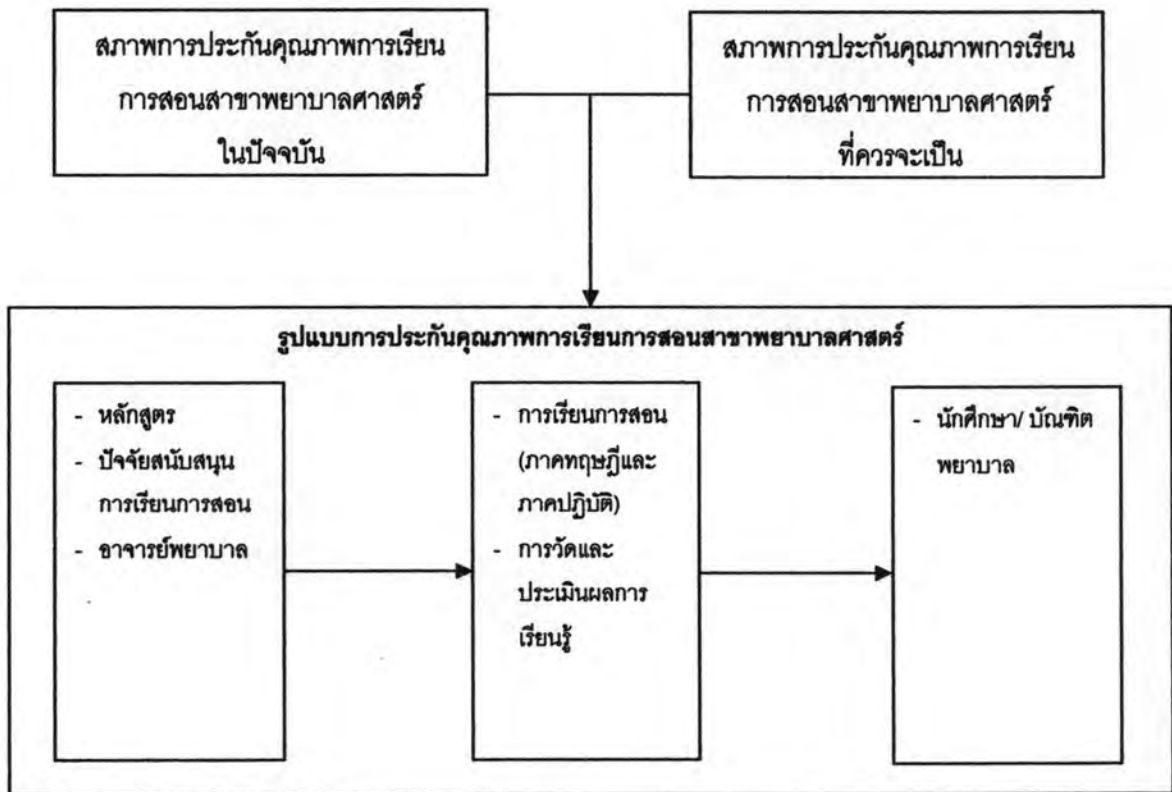 สภาพการประกันคุณภาพการเรียน
การสอนสาขาพยาบาลศาสตร์
ในปัจจบัน
สภาพการประกันคุณภาพการเรียน
การสอนสาขาพยาบาลศาสตร์
ที่ควรจะเป็น
รูปแบบการประกันคุณภาพการเรียนการสอนสาขาพยาบาลศาสตร์
- หลักสูตร
- ปัจจัยสนับสนุน
การเรียนการสอน
- อาจารย์พยาบาล
- การเรียนการสอน
(ภาคทฤษฎีและ
ภาคปฏิบัติ)
- การวัดและ
ประเมินผลการ
เรียนรู้
- นักศึกษา/ บัณฑิต
พยาบาล